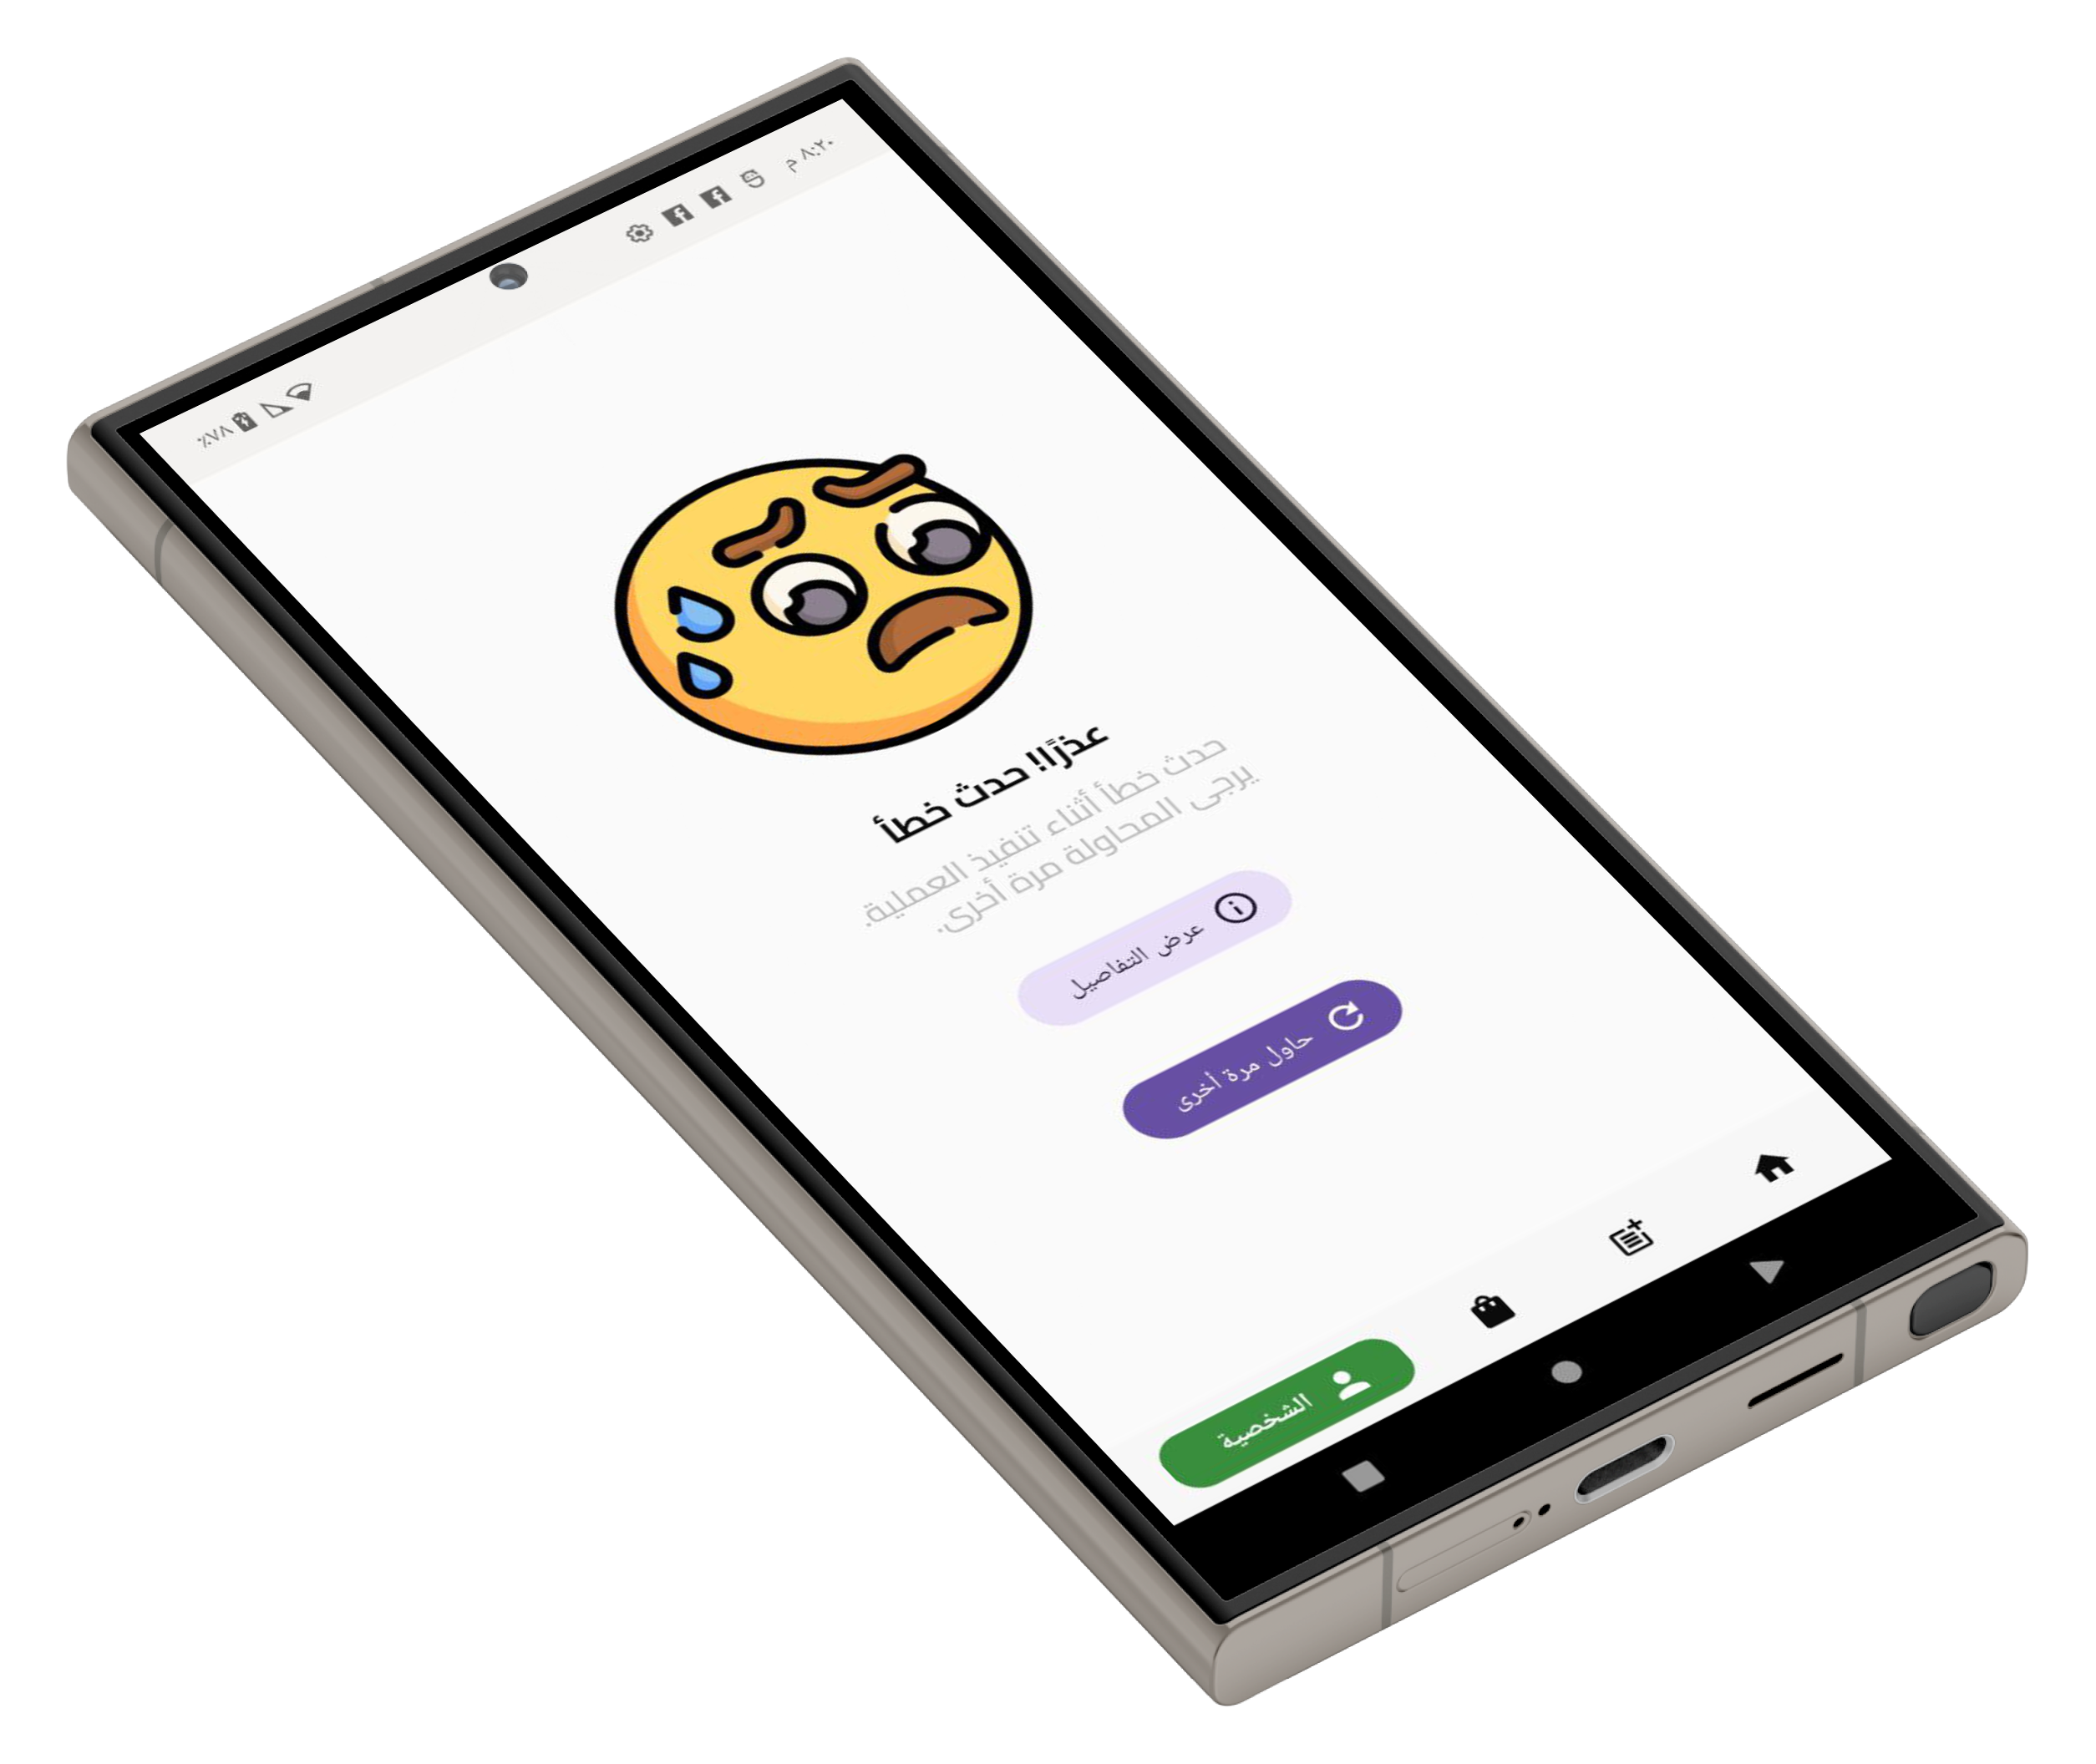 ٨:٢٠ م
٪٧٨
عذرًا! حدث خطأ
حدث خطأ أثناء تنفيذ العملية.
يرجى المحاولة مرة أخرى.
عرض التفاصيل
حاول مرة أخرى
الشخصية